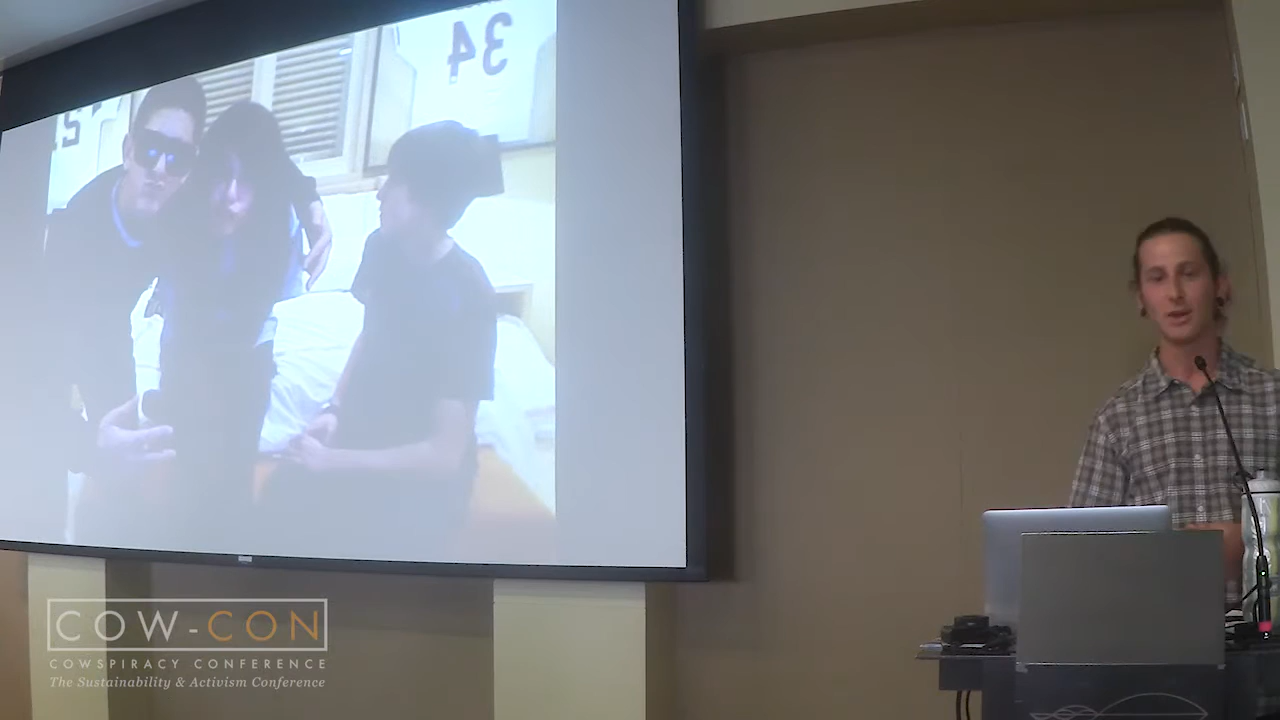 34
COW-CON
COWSPIRACY CONFERENCE
The Sustainability & Activism Conference